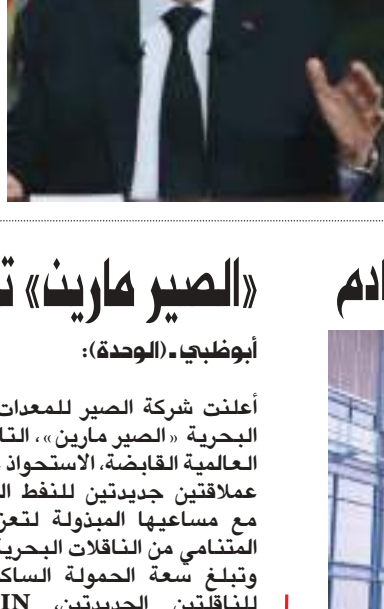 «الصير مارين»
ادم
أبوظبي ـ (الوحدة):
أعلنت شركة الصير للمعدات
البحرية «الصير مارين»، التا
العالمية القابضة، الاستحواذ
عملاقتين جديدتين للنفط ال
مع مساعيها المبذولة لتعز
المتنامي من الناقلات البحرية
وتبلغ سعة الحمولة الساك
للناقلتين الجديدتين، IN